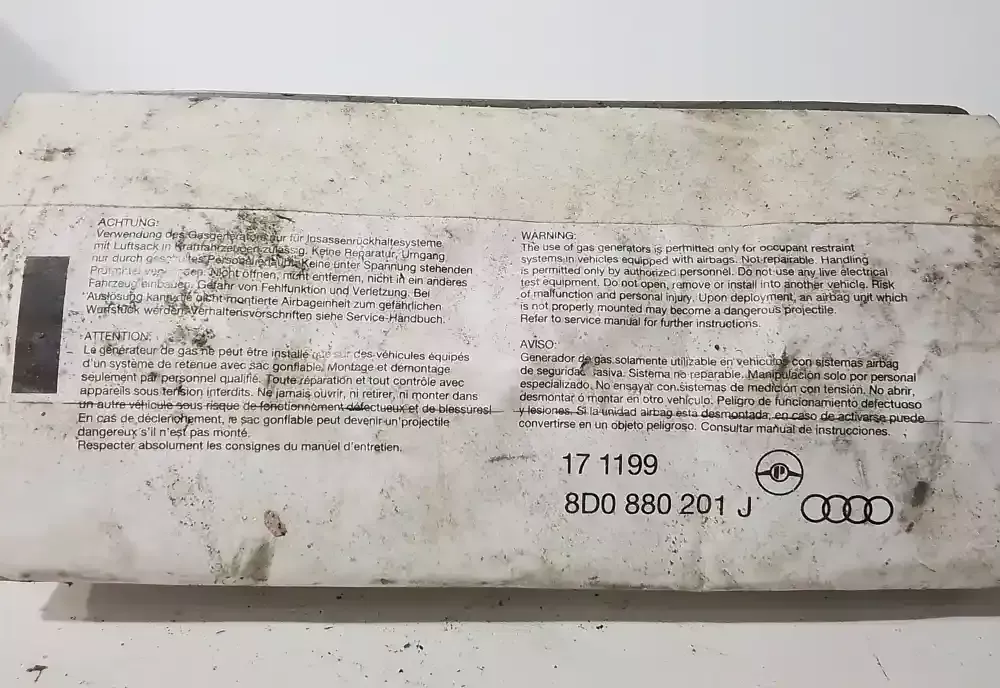 ACHTUNG:
Verwendung des Gasgenerators nur für Insassenrückhaltesysteme
mit Luftsack in Kraftfahrzeugen zulässig. Keine Reparatur, Umgang
nur durch geschultes Personal. Keine unter Spannung stehenden
Prüfmittel verwenden. Nicht öffnen, nicht entfernen, nicht in ein anderes
Fahrzeug einbauen. Gefahr von Fehlfunktion und Verletzung. Bei
Auslösung kann die nicht montierte Airbageinheit zum gefährlichen
Wurfstück werden. Verhaltensvorschriften siehe Service-Handbuch.
ATTENTION:
Le générateur de gaz ne peut être installé que sur des véhicules équipés
d'un système de retenue avec sac gonflable. Montage et démontage
seulement par personnel qualifié. Toute réparation et tout contrôle avec
appareils sous tension interdits. Ne jamais ouvrir, ni retirer, ni monter dans
un autre véhicule sous risque de fonctionnement défectueux et de blessures!
En cas de déclenchement, le sac gonflable peut devenir un projectile
dangereux s'il n'est pas monté.
Respecter absolument les consignes du manuel d'entretien.
WARNING:
The use of gas generators is permitted only for occupant restraint
systems in vehicles equipped with airbags. Not repairable. Handling
is permitted only by authorized personnel. Do not use any live electrical
test equipment. Do not open, remove or install into another vehicle. Risk
of malfunction and personal injury. Upon deployment, an airbag unit which
is not properly mounted may become a dangerous projectile.
Refer to service manual for further instructions.
AVISO:
Generador de gas solamente utilizable en vehiculos con sistemas airbag
de seguridad pasiva. Sistema no reparable. Manipulacion solo por personal
especializado. No ensayar con sistemas de medición con tensión. No abrir,
desmontar ó montar en otro vehículo. Peligro de funcionamiento defectuoso
y lesiones. Si la unidad airbag esta desmontada, en caso de activarse puede
convertirse en un objeto peligroso. Consultar mañual de instrucciones.
17 1199
8D0 880 201 J